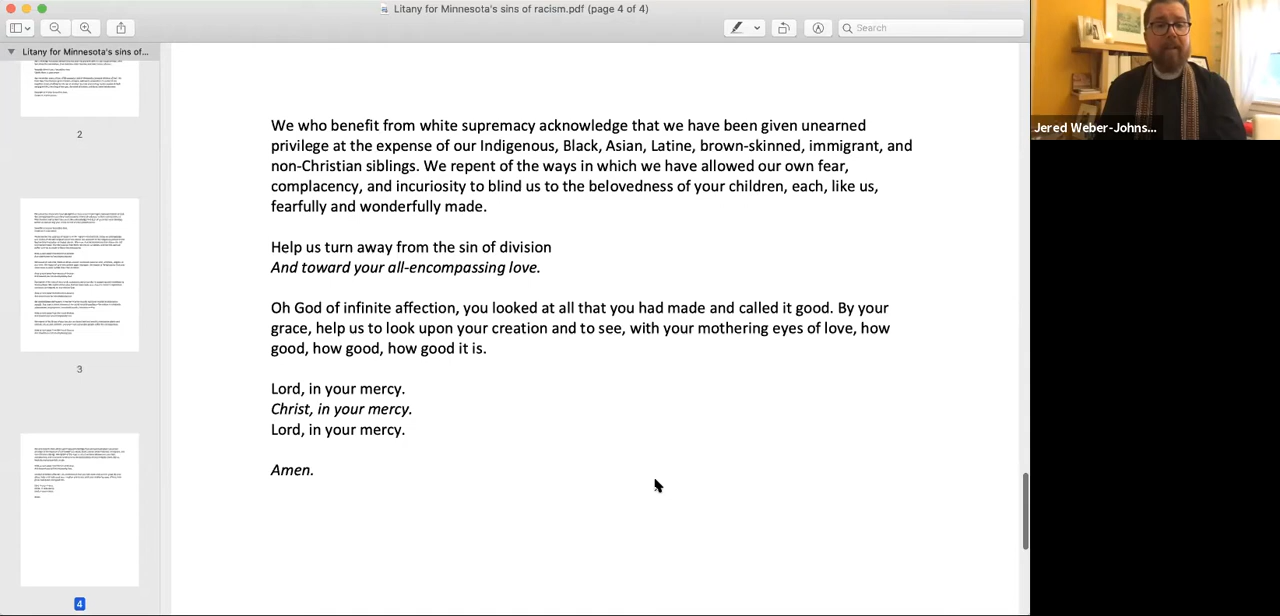 Litany for Minnesota's sins of racism.pdf (page 4 of 4)
Search
Litany for Minnesota's sins of...
2
3
4
We who benefit from white supremacy acknowledge that we have been given unearned
privilege at the expense of our Indigenous, Black, Asian, Latine, brown-skinned, immigrant, and
non-Christian siblings. We repent of the ways in which we have allowed our own fear,
complacency, and incuriosity to blind us to the belovedness of your children, each, like us,
fearfully and wonderfully made.
Help us turn away from the sin of division
And toward your all-encompassing love.
Oh God of infinite affection, you looked at all that you had made and called it good. By your
grace, help us to look upon your creation and to see, with your mothering eyes of love, how
good, how good, how good it is.
Lord, in your mercy.
Christ, in your mercy.
Lord, in your mercy.
Amen.
Jered Weber-Johns...